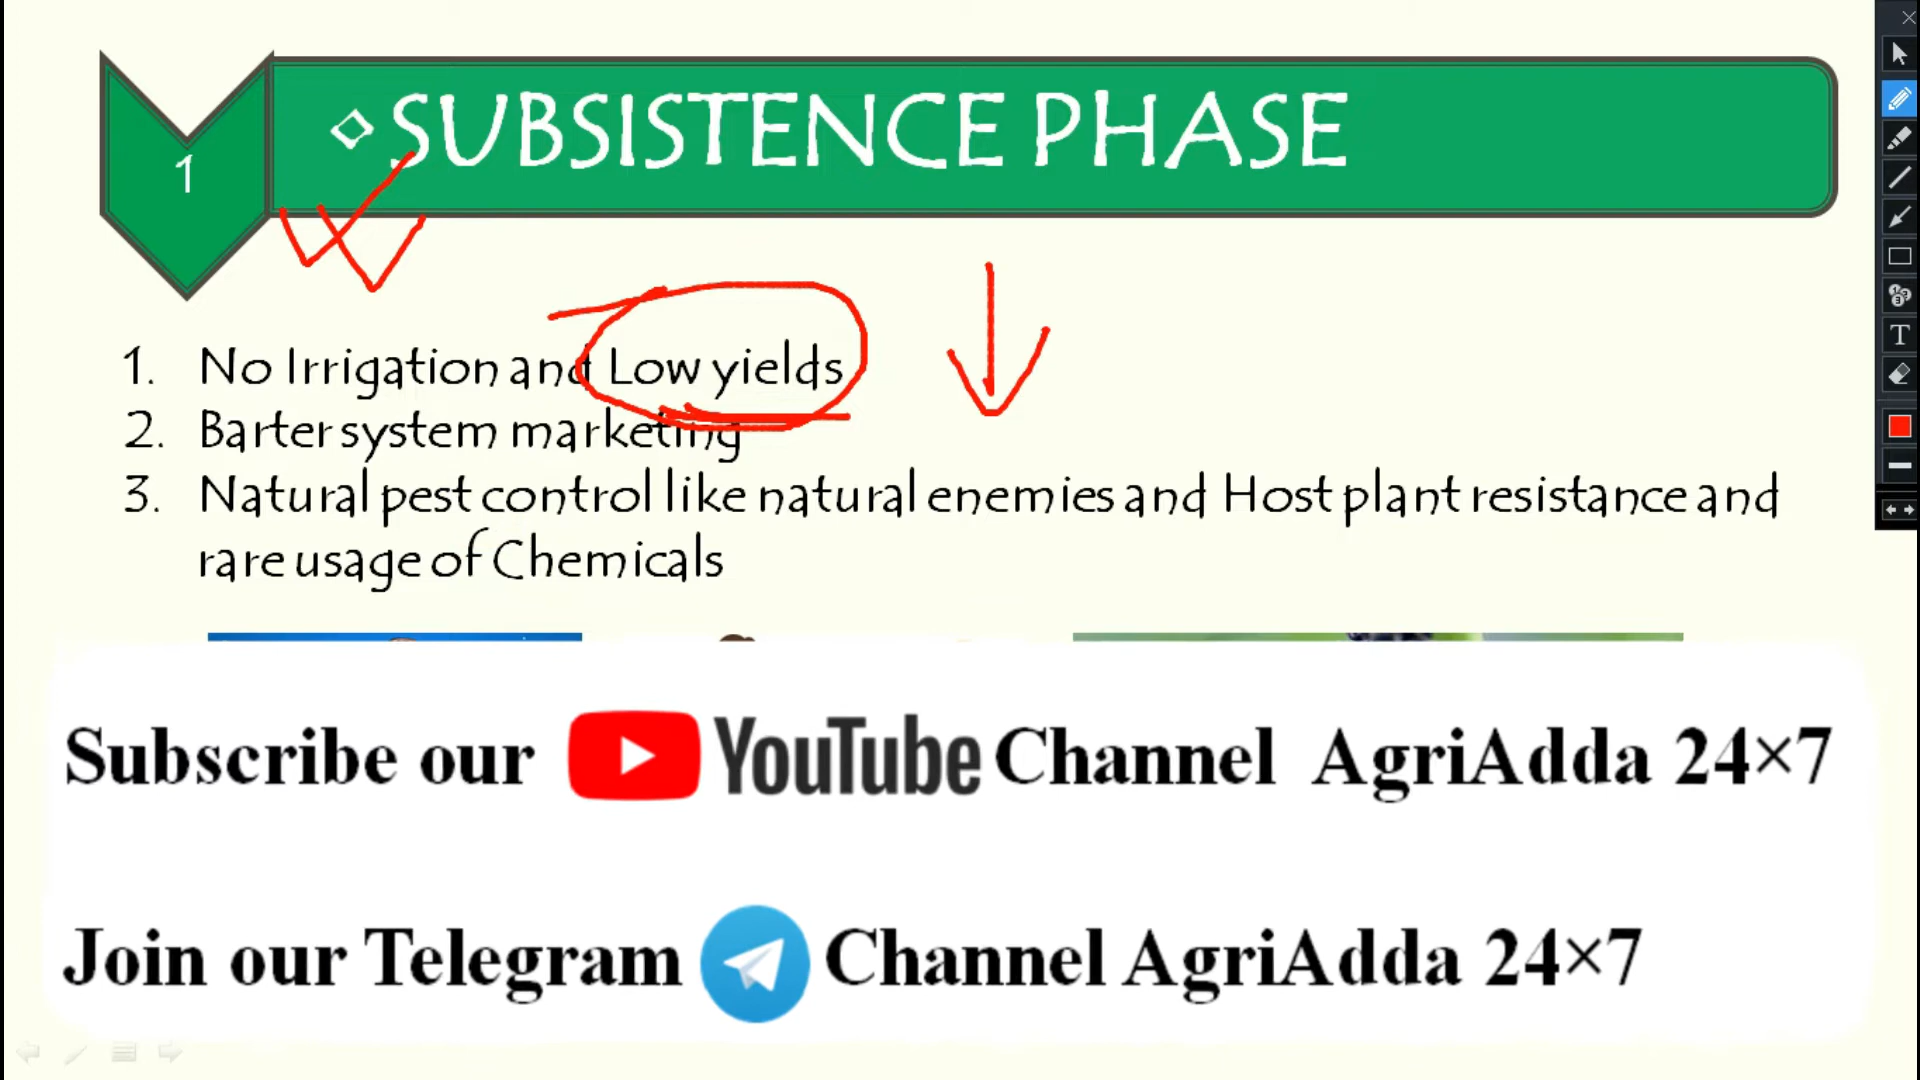 1
❖ SUBSISTENCE PHASE
1. No Irrigation and Low yields
2. Barter system marketing
3. Natural pest control like natural enemies and Host plant resistance and
rare usage of Chemicals
Subscribe our YouTube Channel AgriAdda 24×7
Join our Telegram Channel AgriAdda 24×7